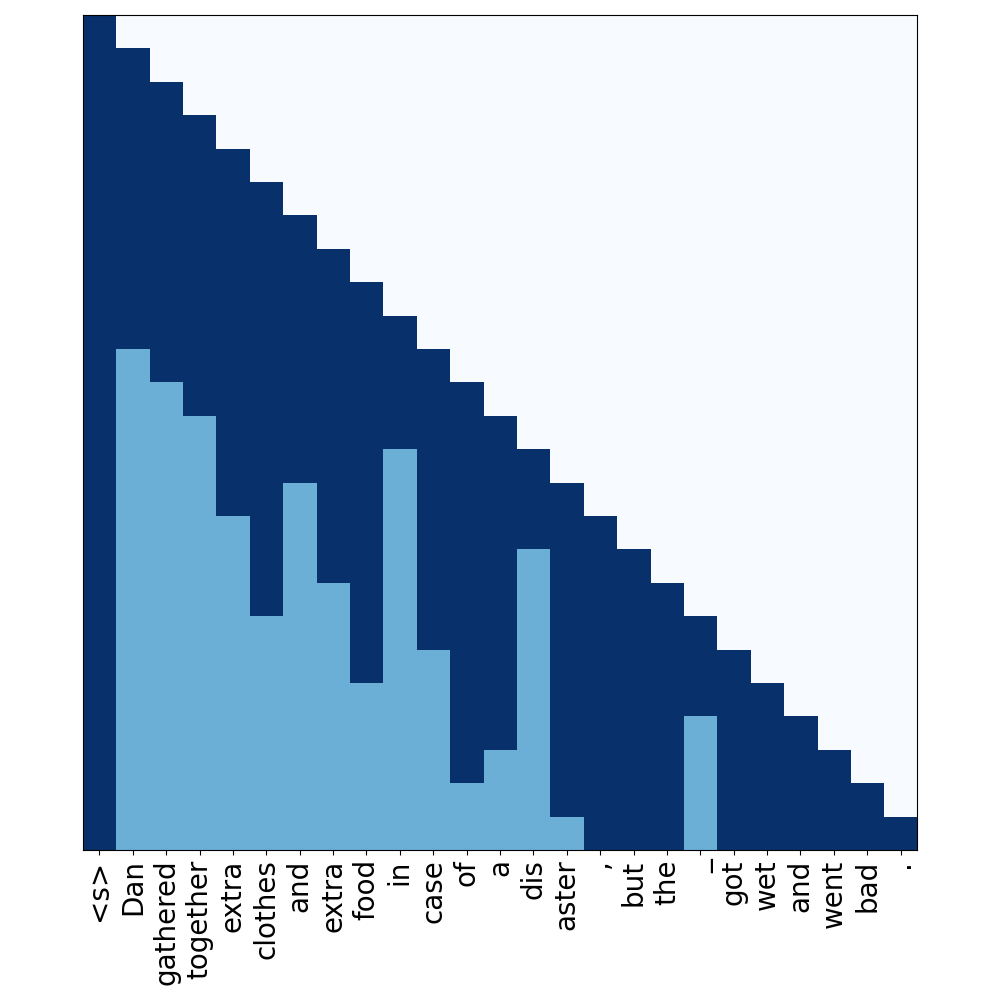 <s> Dan gathered together extra clothes and extra food in case of a dis aster , but the _ got wet and went bad .